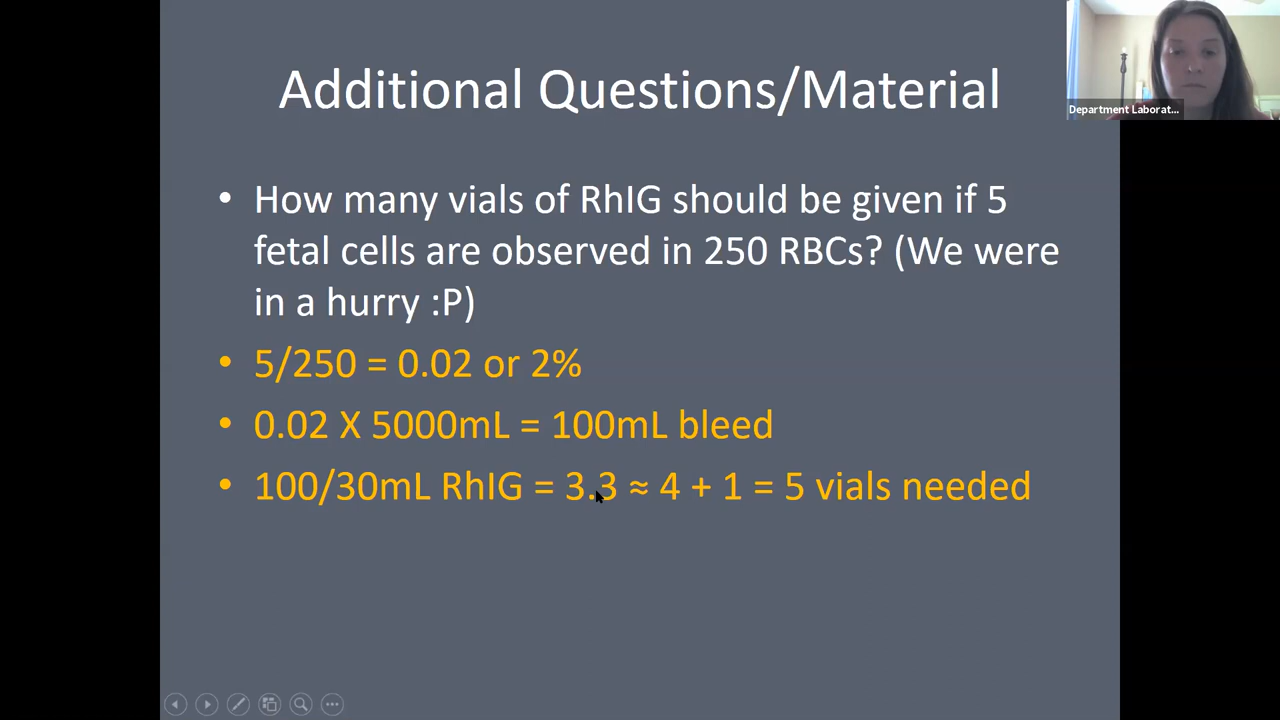 Additional Questions/Material
Department Laborat...
• How many vials of RhIG should be given if 5
fetal cells are observed in 250 RBCs? (We were
in a hurry :P)
• 5/250 = 0.02 or 2%
• 0.02 X 5000mL = 100mL bleed
• 100/30mL RhIG = 3.3 ≈ 4 + 1 = 5 vials needed